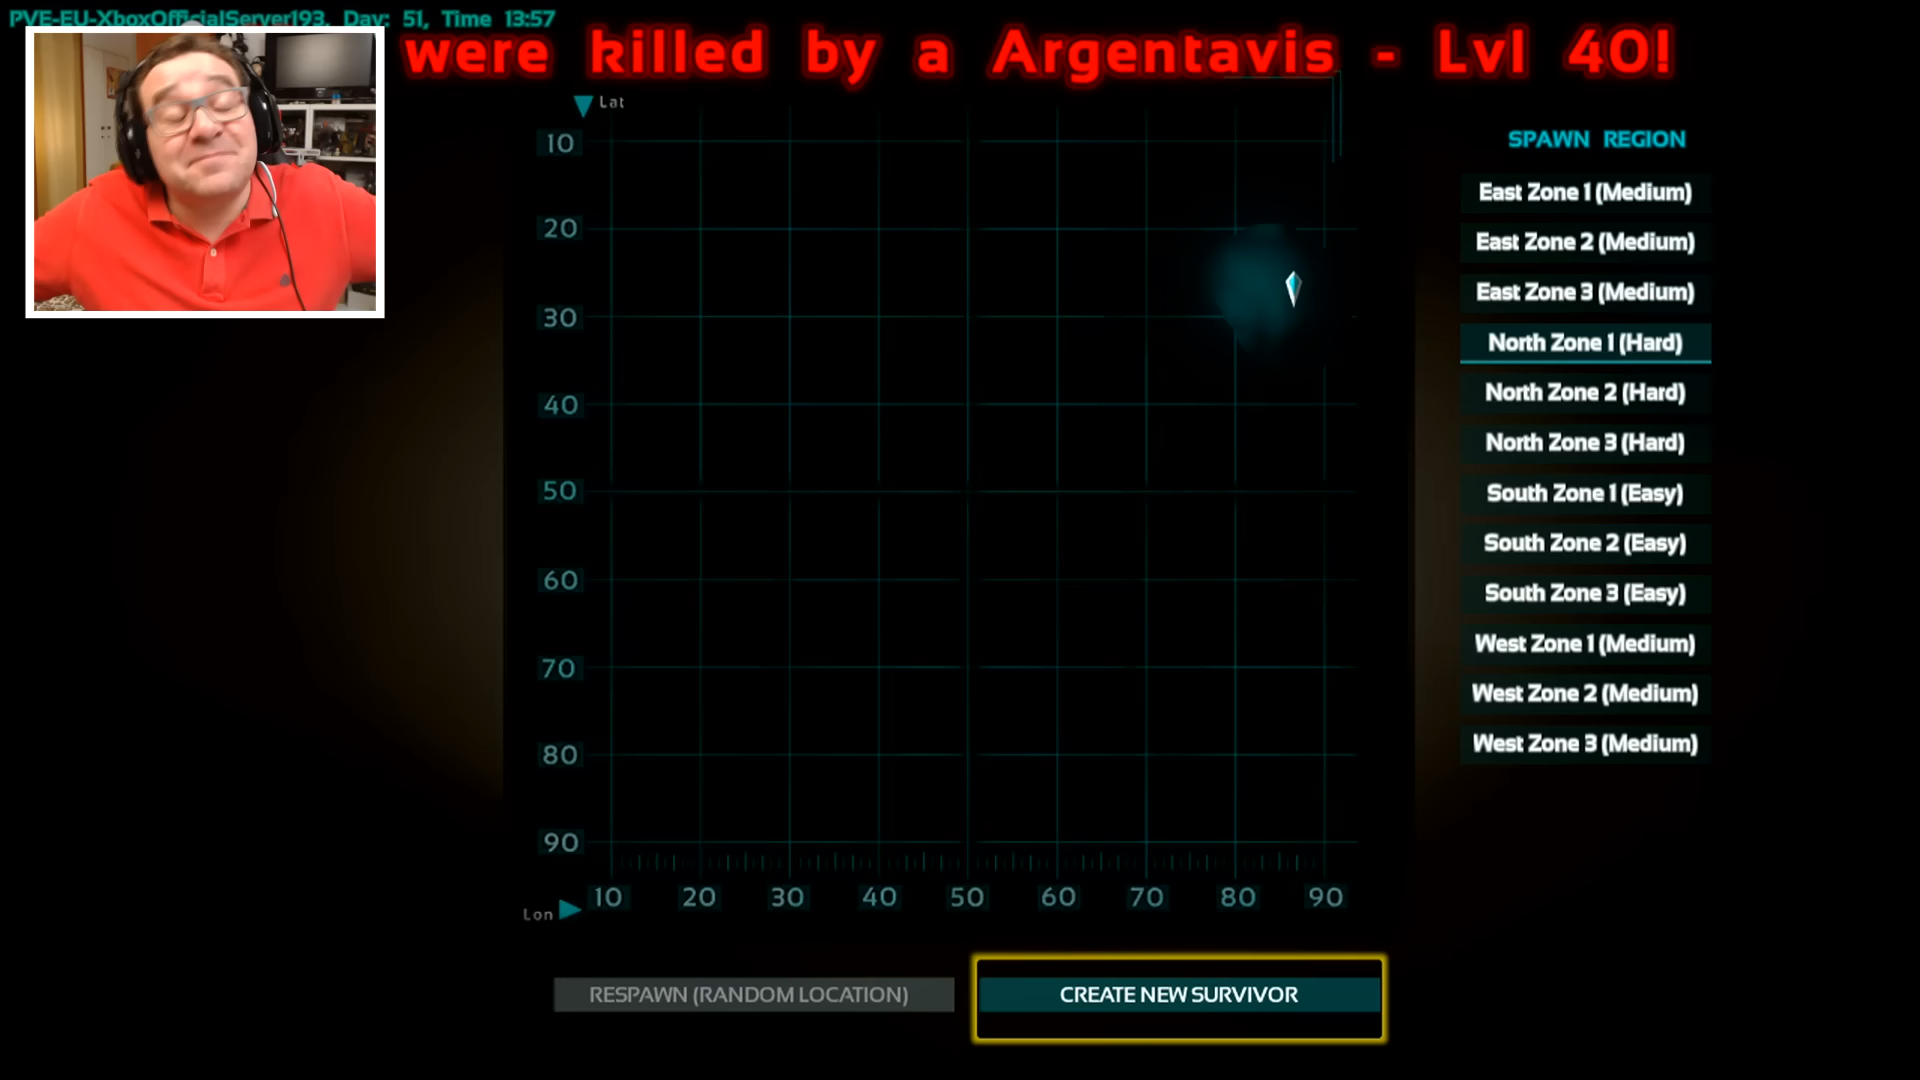 PVE-EU-XboxOfficialServer193, Day: 51, Time 13:57
were killed by a Argentavis - Lvl 40!
Lat
10
20
30
40
50
60
70
80
90
Lon
10 20 30 40 50 60 70 80 90
SPAWN REGION
East Zone 1 (Medium)
East Zone 2 (Medium)
East Zone 3 (Medium)
North Zone 1 (Hard)
North Zone 2 (Hard)
North Zone 3 (Hard)
South Zone 1 (Easy)
South Zone 2 (Easy)
South Zone 3 (Easy)
West Zone 1 (Medium)
West Zone 2 (Medium)
West Zone 3 (Medium)
RESPAWN (RANDOM LOCATION)
CREATE NEW SURVIVOR